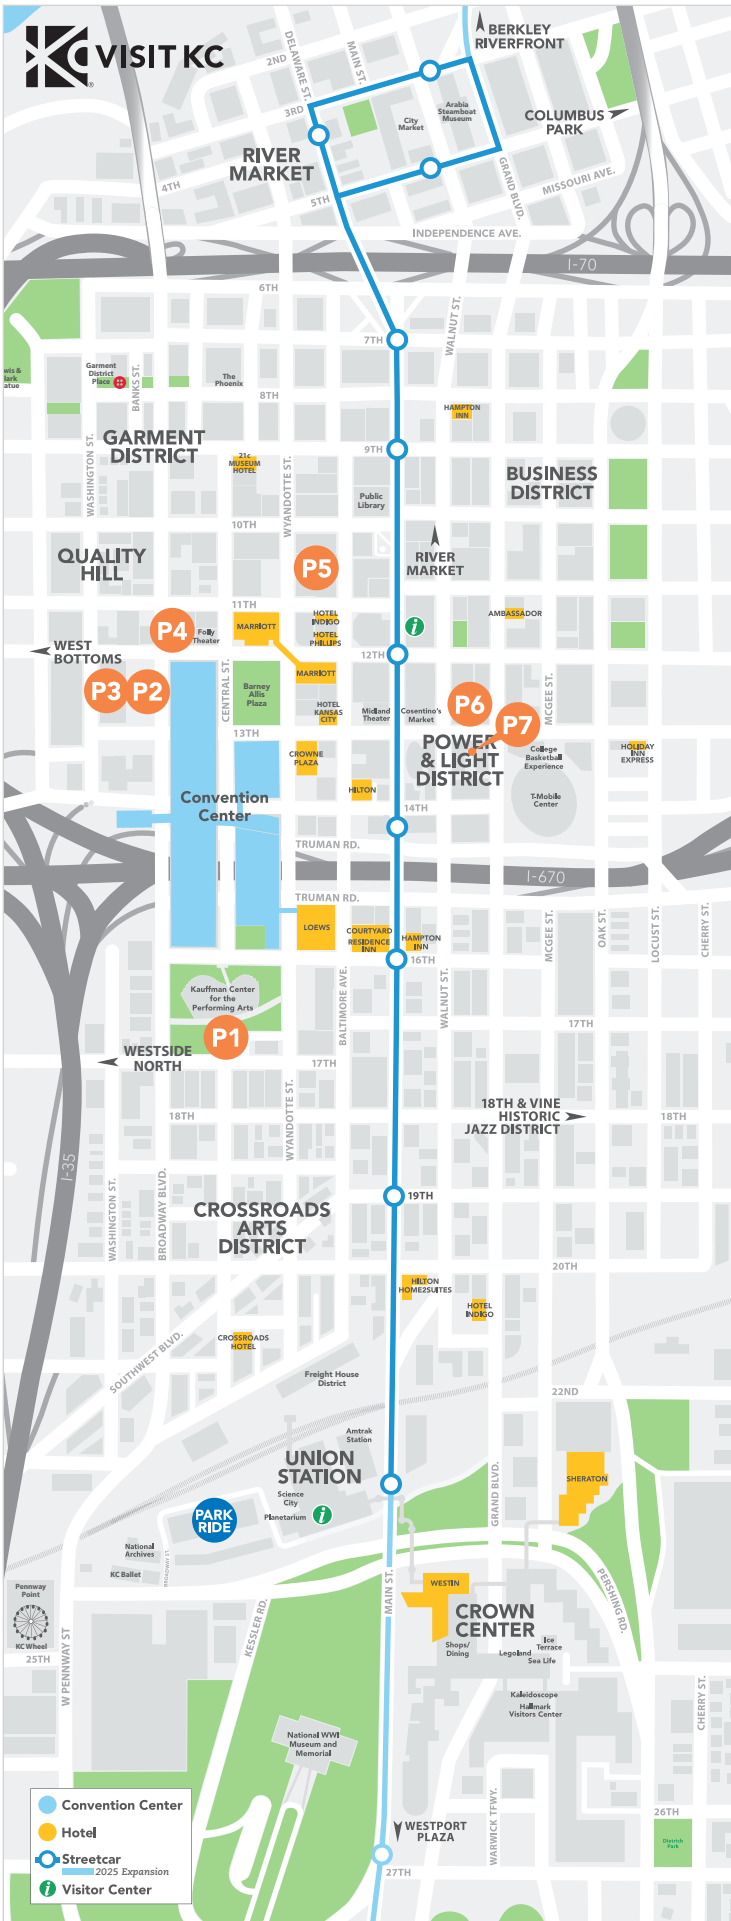 KC VISIT KC
BERKLEY
RIVERFRONT
DELAWARE ST.
MAIN ST.
2ND
3RD
Arabia
Steamboat
Museum
City
Market
COLUMBUS
PARK
RIVER
MARKET
4TH
5TH
GRAND BLVD.
MISSOURI AVE.
INDEPENDENCE AVE.
I-70
6TH
WALNUT ST.
7TH
Garment
District
Place
BANKS ST.
The
Phoenix
8TH
HAMPTON
INN
GARMENT
DISTRICT
WASHINGTON ST.
21c
MUSEUM
HOTEL
WYANDOTTE ST.
9TH
BUSINESS
DISTRICT
Public
Library
10TH
QUALITY
HILL
P5
RIVER
MARKET
11TH
P4
Folly
Theater
MARRIOTT
HOTEL
INDIGO
HOTEL
PHILLIPS
i
AMBASSADOR
WEST
BOTTOMS
12TH
MARRIOTT
P3
P2
CENTRAL ST.
Barney
Allis
Plaza
HOTEL
KANSAS
CITY
Midland
Theater
Cosentino's
Market
P6
P7
MCGEE ST.
13TH
CROWNE
PLAZA
POWER
& LIGHT
DISTRICT
College
Basketball
Experience
HOLIDAY
INN
EXPRESS
Convention
Center
HILTON
T-Mobile
Center
14TH
TRUMAN RD.
I-670
TRUMAN RD.
LOEWS
COURTYARD
RESIDENCE
INN
HAMPTON
INN
16TH
MCGEE ST.
OAK ST.
LOCUST ST.
CHERRY ST.
Kauffman Center
for the
Performing Arts
BALTIMORE AVE.
WALNUT ST.
17TH
P1
WESTSIDE
NORTH
17TH
WYANDOTTE ST.
18TH
18TH & VINE
HISTORIC
JAZZ DISTRICT
18TH
I-35
WASHINGTON ST.
BROADWAY BLVD.
19TH
CROSSROADS
ARTS
DISTRICT
20TH
HILTON
HOME2SUITES
HOTEL
INDIGO
SOUTHWEST BLVD.
CROSSROADS
HOTEL
Freight House
District
22ND
Amtrak
Station
UNION
STATION
GRAND BLVD.
SHERATON
Science
City
Planetarium
i
PARK
RIDE
National
Archives
KC Ballet
BROADWAY ST.
Pennway
Point
KC Wheel
25TH
W PENNWAY ST
KESSLER RD.
MAIN ST.
WESTIN
CROWN
CENTER
PERSHING RD.
Shops/
Dining
Ice
Terrace
Legoland
Sea Life
Kaleidoscope
Hallmark
Visitors Center
CHERRY ST.
National WWI
Museum and
Memorial
Convention Center
Hotel
Streetcar
2025 Expansion
i Visitor Center
WESTPORT
PLAZA
WARWICK TFWY.
26TH
Dietrich
Park
27TH